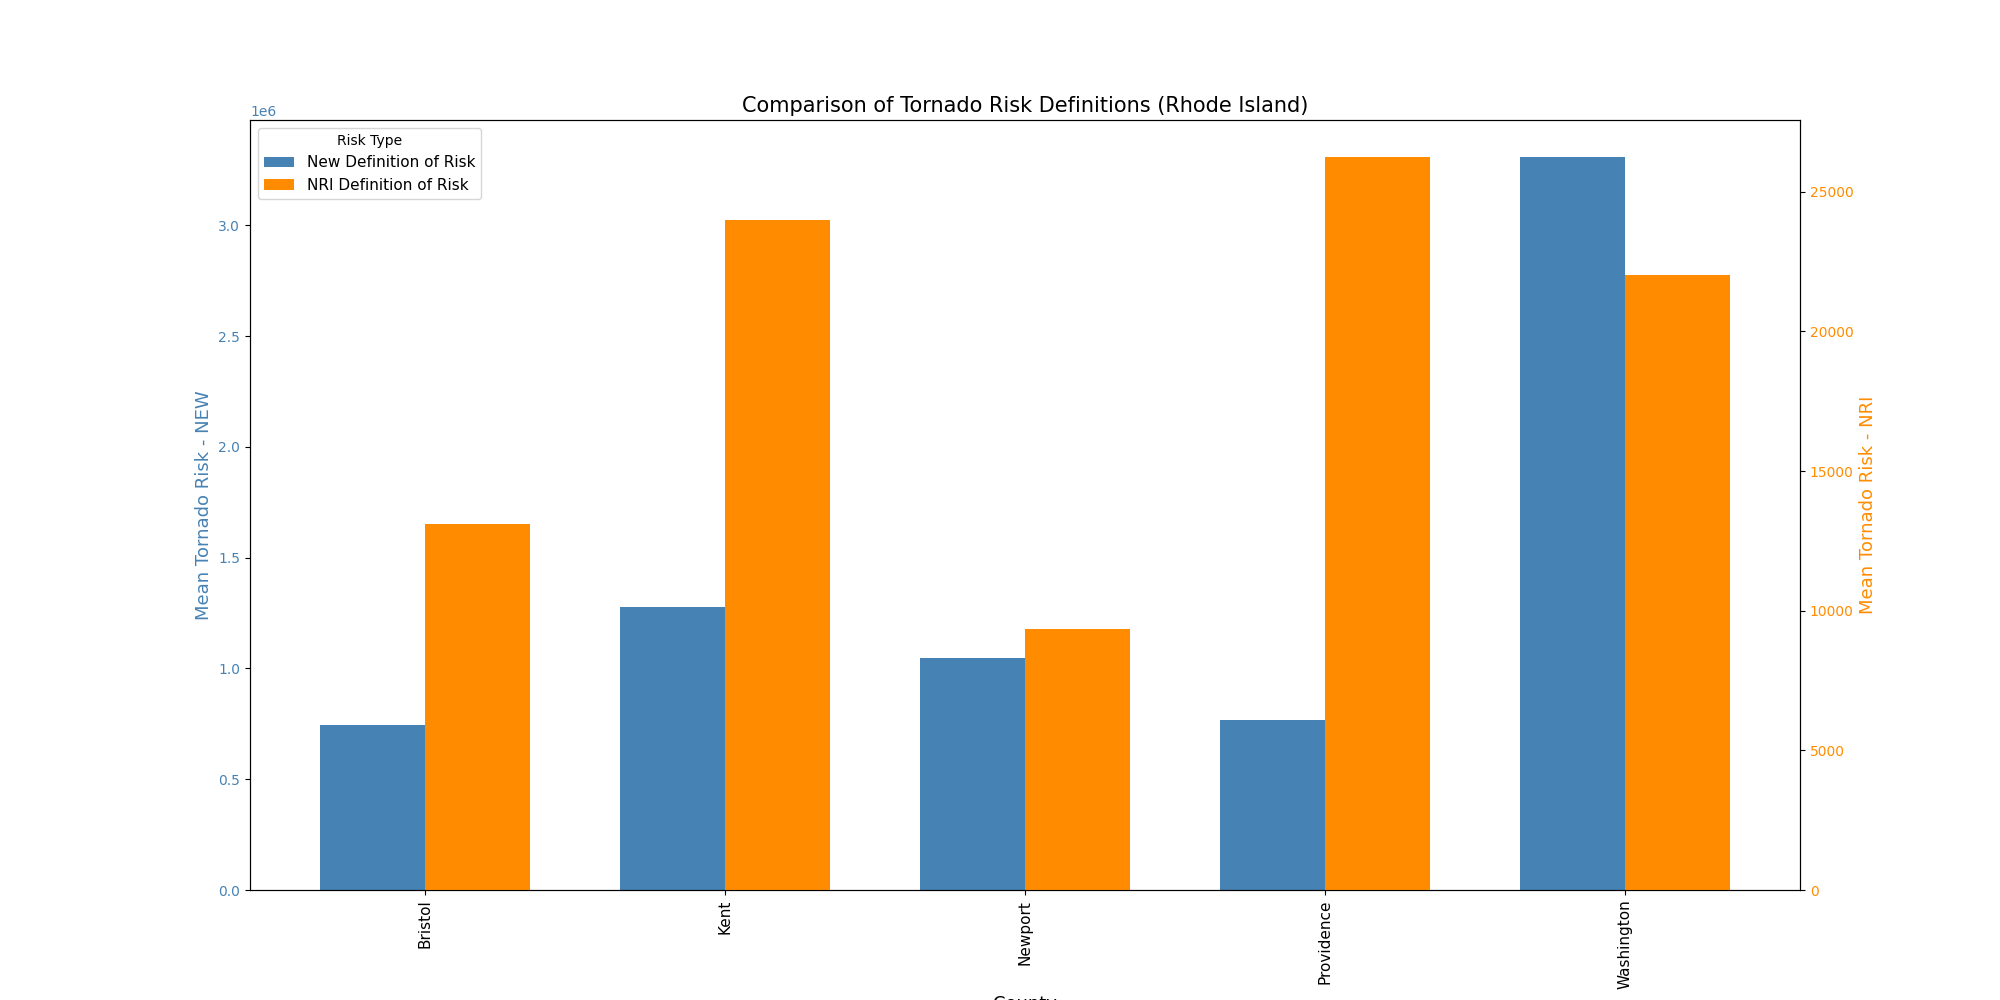 Comparison of Tornado Risk Definitions (Rhode Island)
1e6
Risk Type
New Definition of Risk
NRI Definition of Risk
Mean Tornado Risk - NEW
3.0
2.5
2.0
1.5
1.0
0.5
0.0
25000
20000
15000
10000
5000
0
Mean Tornado Risk - NRI
Bristol
Kent
Newport
Providence
Washington
County